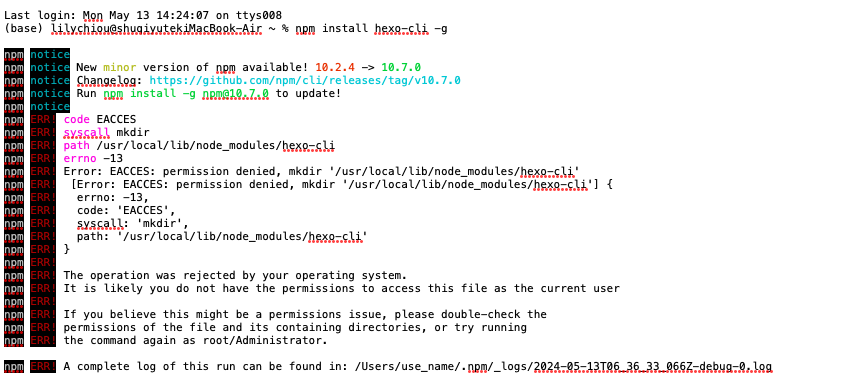 Last login: Mon May 13 14:24:07 on ttys008
(base) lilychiou@shuqiyutekiMacBook-Air ~ % npm install hexo-cli -g
npm notice
npm notice New minor version of npm available! 10.2.4 -> 10.7.0
npm notice Changelog: https://github.com/npm/cli/releases/tag/v10.7.0
npm notice Run npm install -g npm@10.7.0 to update!
npm notice
npm ERR! code EACCES
npm ERR! syscall mkdir
npm ERR! path /usr/local/lib/node_modules/hexo-cli
npm ERR! errno -13
npm ERR! Error: EACCES: permission denied, mkdir '/usr/local/lib/node_modules/hexo-cli'
npm ERR!  [Error: EACCES: permission denied, mkdir '/usr/local/lib/node_modules/hexo-cli'] {
npm ERR!   errno: -13,
npm ERR!   code: 'EACCES',
npm ERR!   syscall: 'mkdir',
npm ERR!   path: '/usr/local/lib/node_modules/hexo-cli'
npm ERR! }
npm ERR!
npm ERR! The operation was rejected by your operating system.
npm ERR! It is likely you do not have the permissions to access this file as the current user
npm ERR!
npm ERR! If you believe this might be a permissions issue, please double-check the
npm ERR! permissions of the file and its containing directories, or try running
npm ERR! the command again as root/Administrator.
npm ERR! A complete log of this run can be found in: /Users/use_name/.npm/_logs/2024-05-13T06_36_33_066Z-debug-0.log